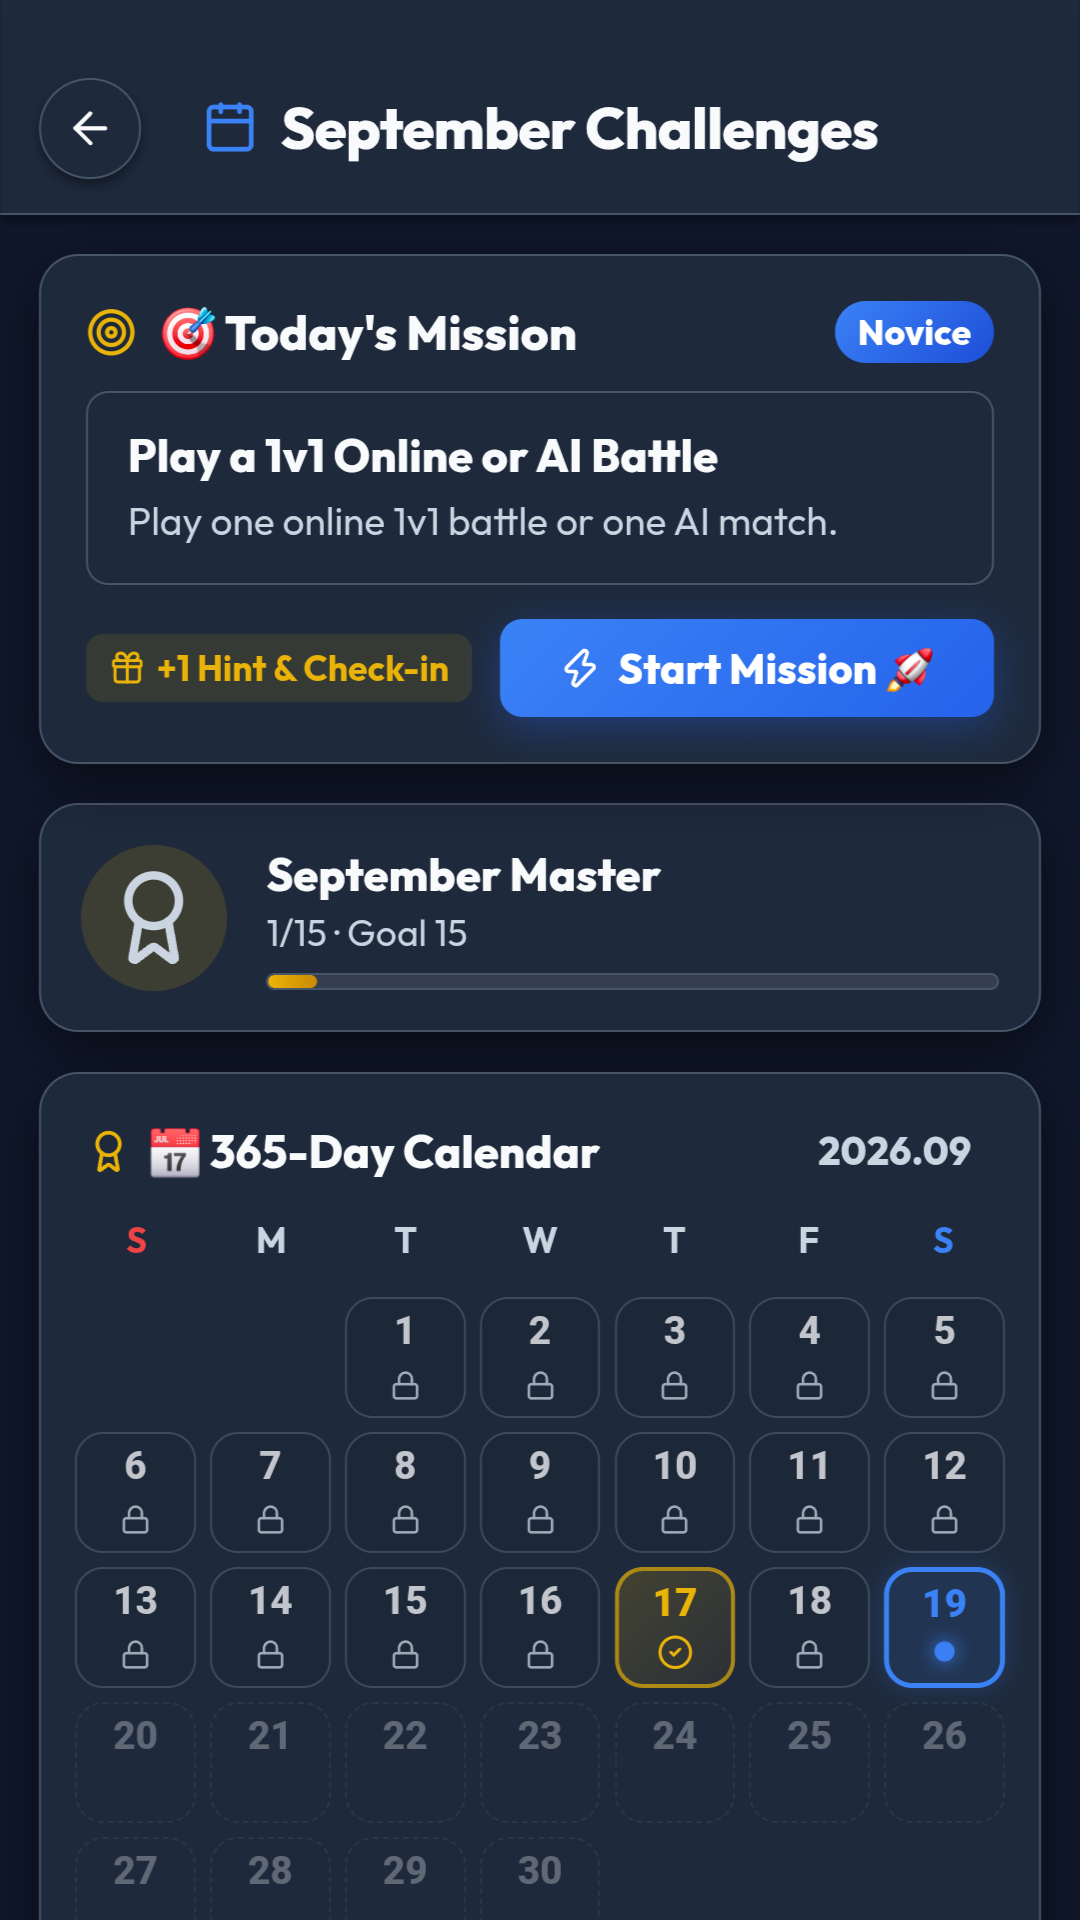 September Challenges
Today's Mission
Novice
Play a 1v1 Online or AI Battle
Play one online 1v1 battle or one AI match.
+1 Hint & Check-in
Start Mission
September Master
1/15 · Goal 15
JUL
17
365-Day Calendar
2026.09
S M T W T F S
1 2 3 4 5
6 7 8 9 10 11 12
13 14 15 16 17 18 19
20 21 22 23 24 25 26
27 28 29 30